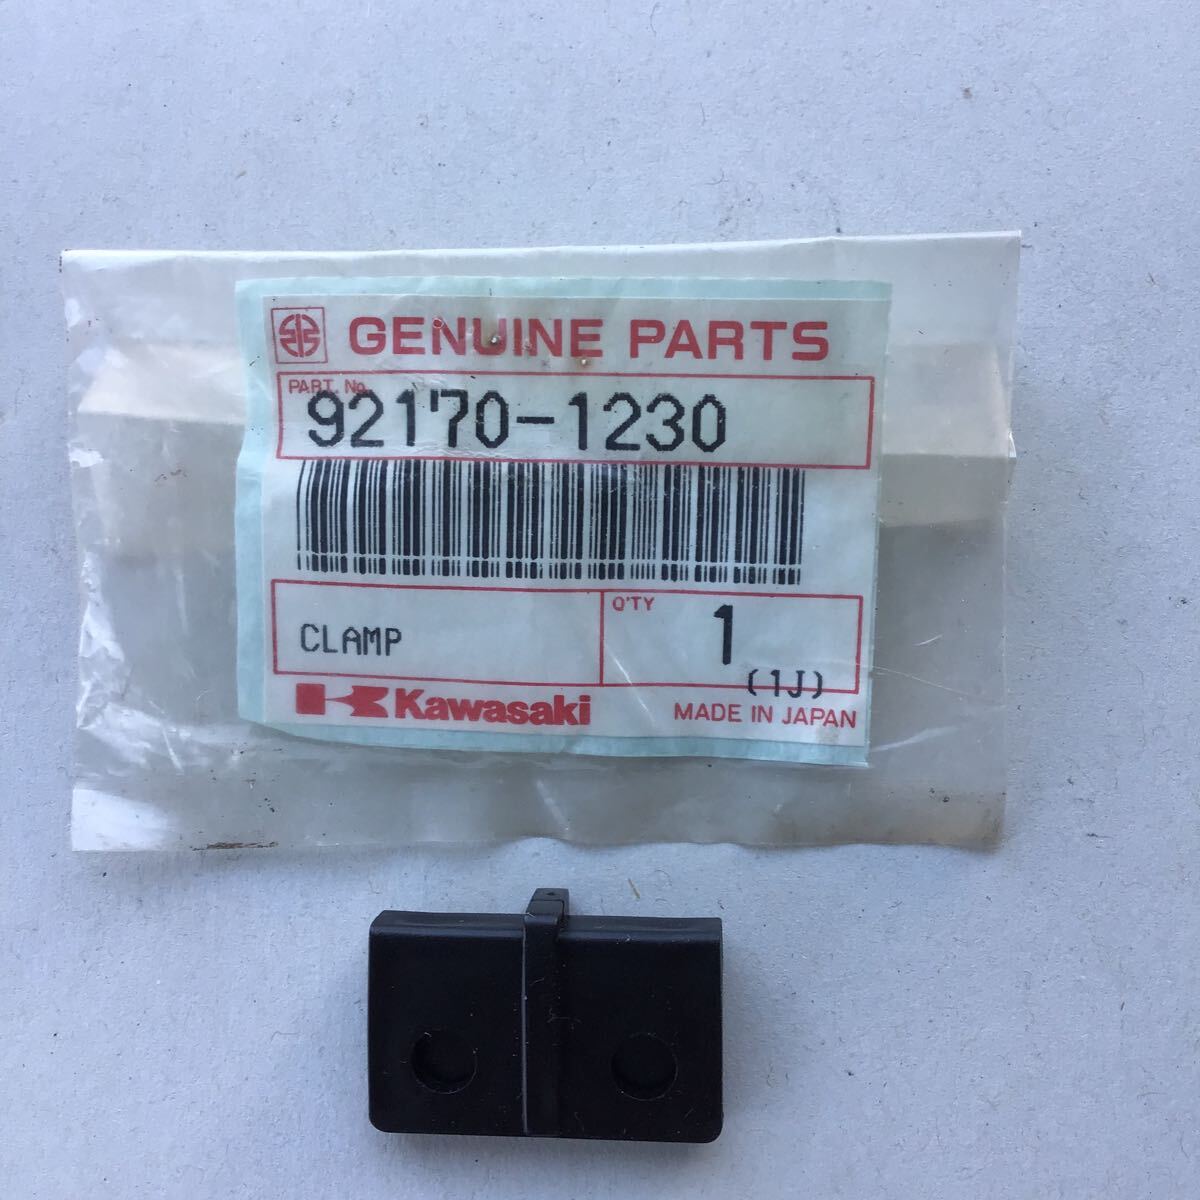 GENUINE PARTS
PART No.
92170-1230
CLAMP
Q'TY
1
(1J)
Kawasaki
MADE IN JAPAN